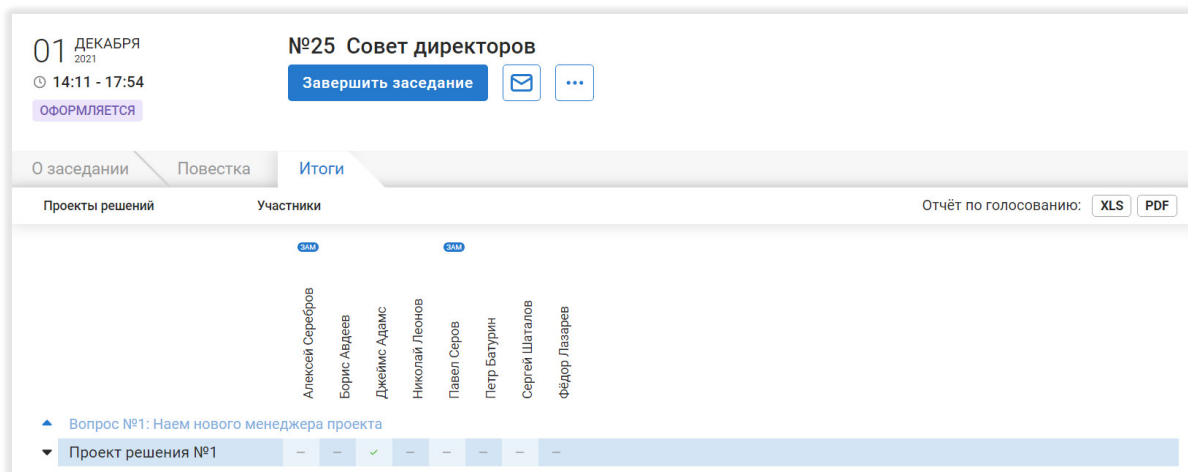 01 ДЕКАБРЯ
2021
№25 Совет директоров
14:11 - 17:54
Завершить заседание
ОФОРМЛЯЕТСЯ
О заседании
Повестка
Итоги
Проекты решений
Участники
Отчёт по голосованию: XLS PDF
ЗАМ
ЗАМ
Алексей Серебров
Борис Авдеев
Джеймс Адамс
Николай Леонов
Павел Серов
Петр Батурин
Сергей Шаталов
Фёдор Лазарев
Вопрос №1: Наем нового менеджера проекта
Проект решения №1